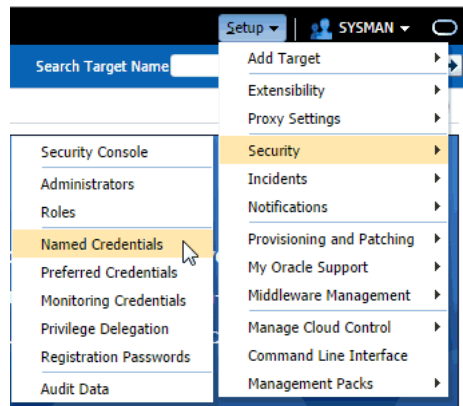 Setup SYSMAN
Search Target Name
Add Target
Extensibility
Proxy Settings
Security
Incidents
Notifications
Provisioning and Patching
My Oracle Support
Middleware Management
Manage Cloud Control
Command Line Interface
Management Packs
Security Console
Administrators
Roles
Named Credentials
Preferred Credentials
Monitoring Credentials
Privilege Delegation
Registration Passwords
Audit Data